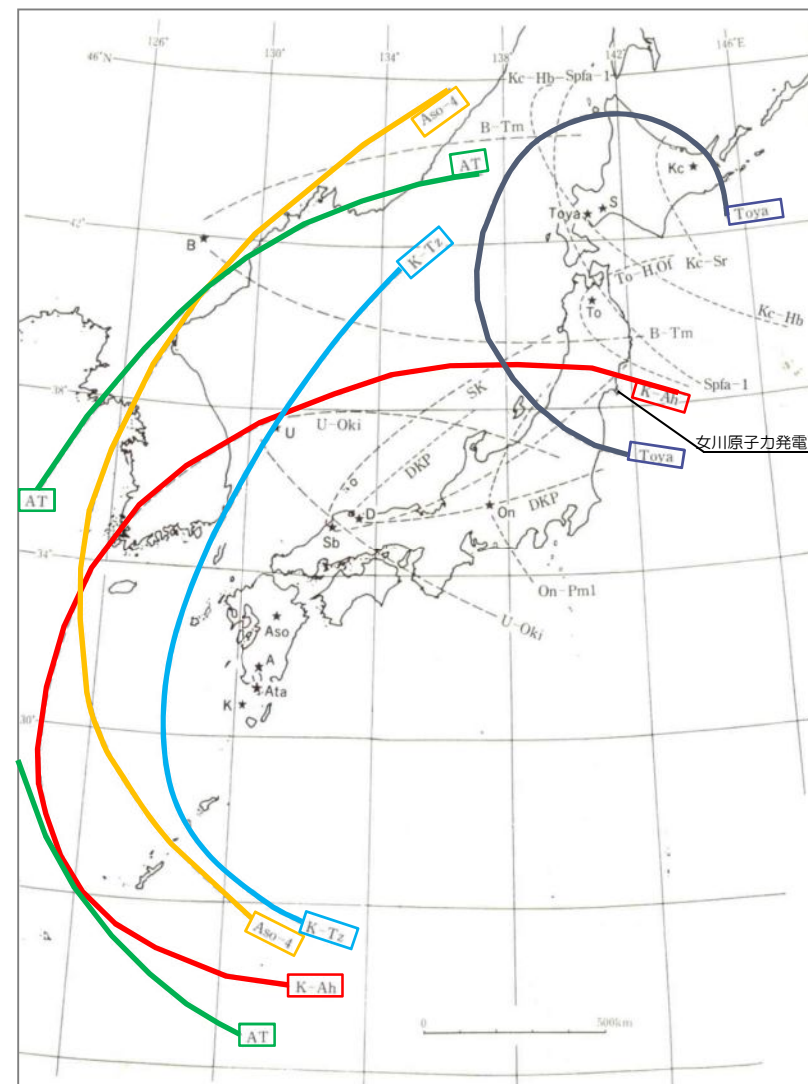 46°N
126°
130°
134°
138°
142°
146°E
Kc-Hb
Spfa-1
Aso-4
B-Tm
AT
Kc
S
Toya
Toya
42°
B
K-Tz
To-H.Of
Kc-Sr
To
Kc-Hb
B-Tm
Spfa-1
38°
K-Ah
SK
U
U-Oki
女川原子力発電
DKP
Toya
AT
D
On
DKP
Sb
34°
On-Pm1
U-Oki
Aso
A
Ata
K
30°
Aso-4
K-Tz
K-Ah
AT
0
500km